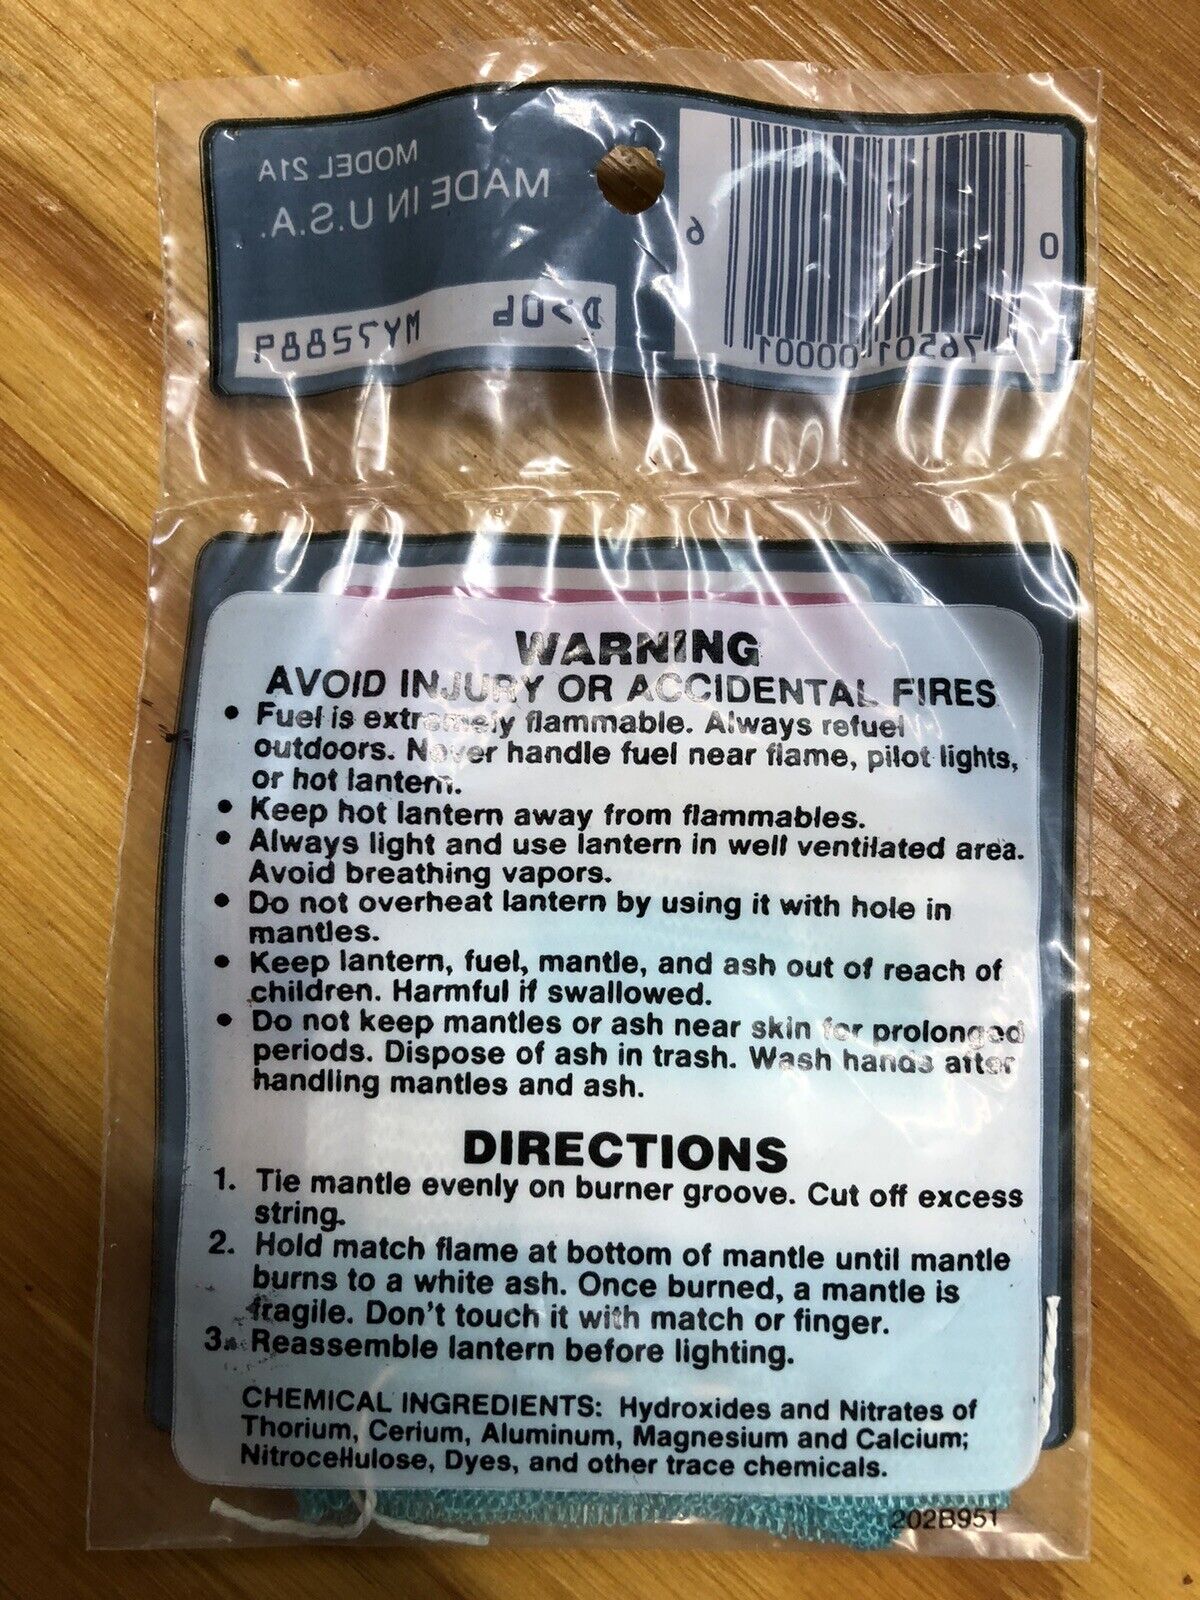 MODEL 21A
MADE IN U.S.A.
0 76501 00001 6
WARNING
AVOID INJURY OR ACCIDENTAL FIRES
• Fuel is extremely flammable. Always refuel
outdoors. Never handle fuel near flame, pilot lights,
or hot lantern.
• Keep hot lantern away from flammables.
• Always light and use lantern in well ventilated area.
Avoid breathing vapors.
• Do not overheat lantern by using it with hole in
mantles.
• Keep lantern, fuel, mantle, and ash out of reach of
children. Harmful if swallowed.
• Do not keep mantles or ash near skin for prolonged
periods. Dispose of ash in trash. Wash hands after
handling mantles and ash.
DIRECTIONS
1. Tie mantle evenly on burner groove. Cut off excess
string.
2. Hold match flame at bottom of mantle until mantle
burns to a white ash. Once burned, a mantle is
fragile. Don't touch it with match or finger.
3. Reassemble lantern before lighting.
CHEMICAL INGREDIENTS: Hydroxides and Nitrates of
Thorium, Cerium, Aluminum, Magnesium and Calcium;
Nitrocellulose, Dyes, and other trace chemicals.
202B951